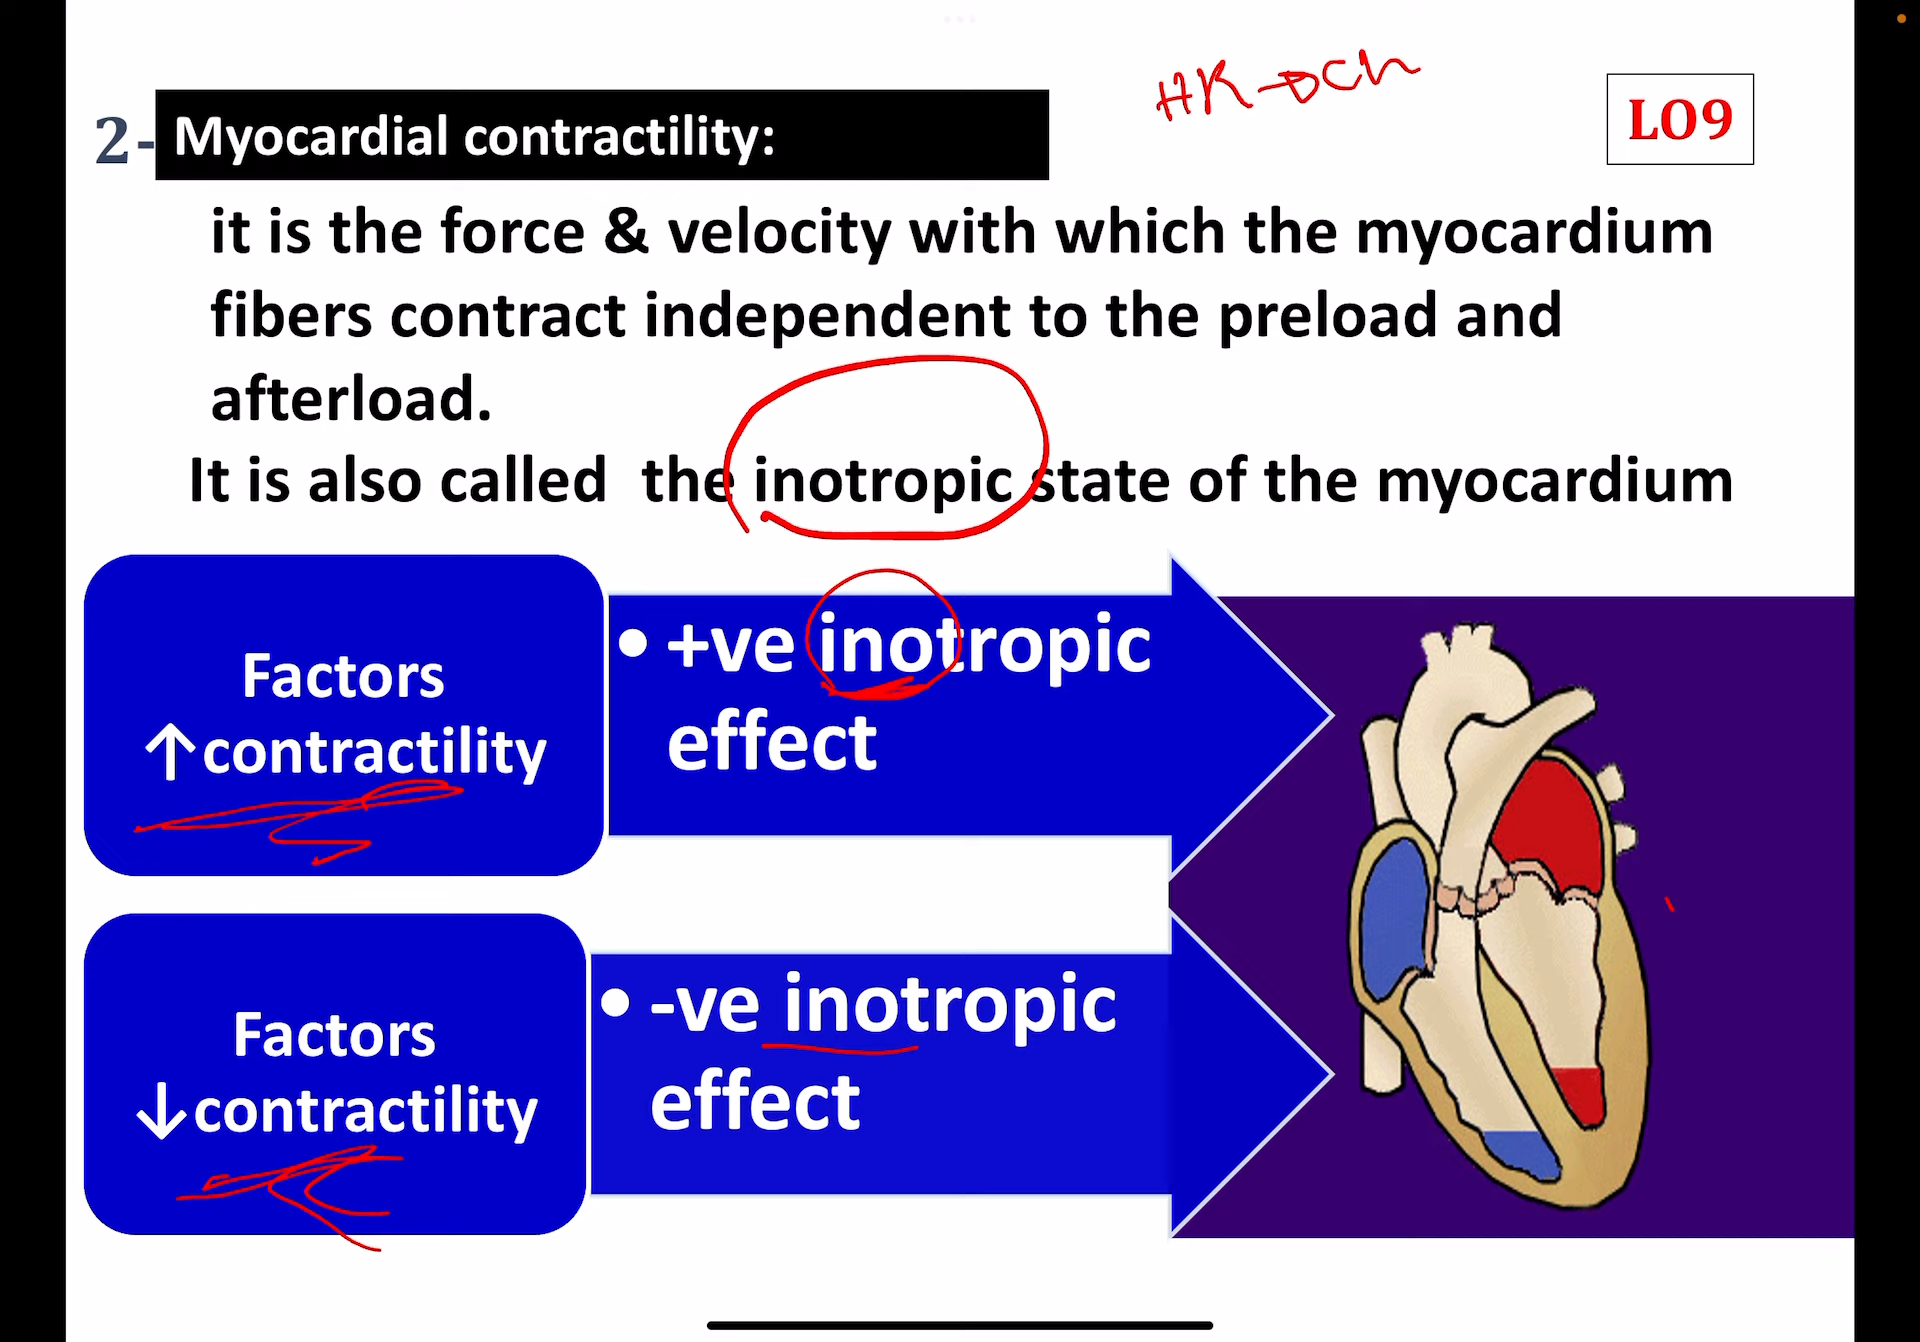 HR→Ch
LO9
2- Myocardial contractility:
it is the force & velocity with which the myocardium
fibers contract independent to the preload and
afterload.
It is also called the inotropic state of the myocardium
Factors
↑contractility
• +ve inotropic
effect
Factors
↓contractility
• -ve inotropic
effect